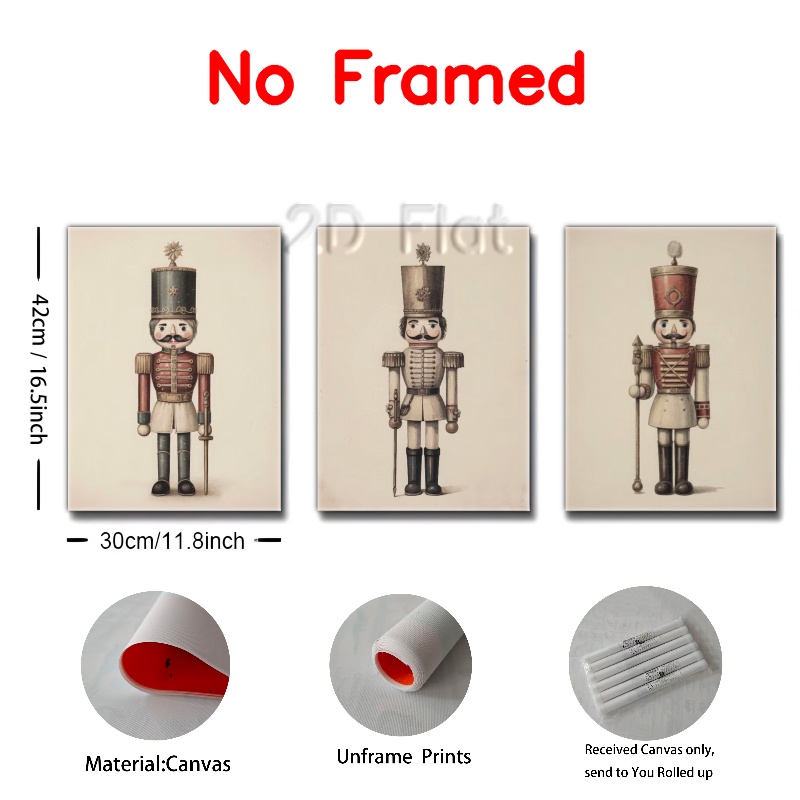 No Framed
2.D Flat
42cm / 16.5inch
30cm/11.8inch
Material:Canvas
Unframe Prints
Received Canvas only,
send to You Rolled up